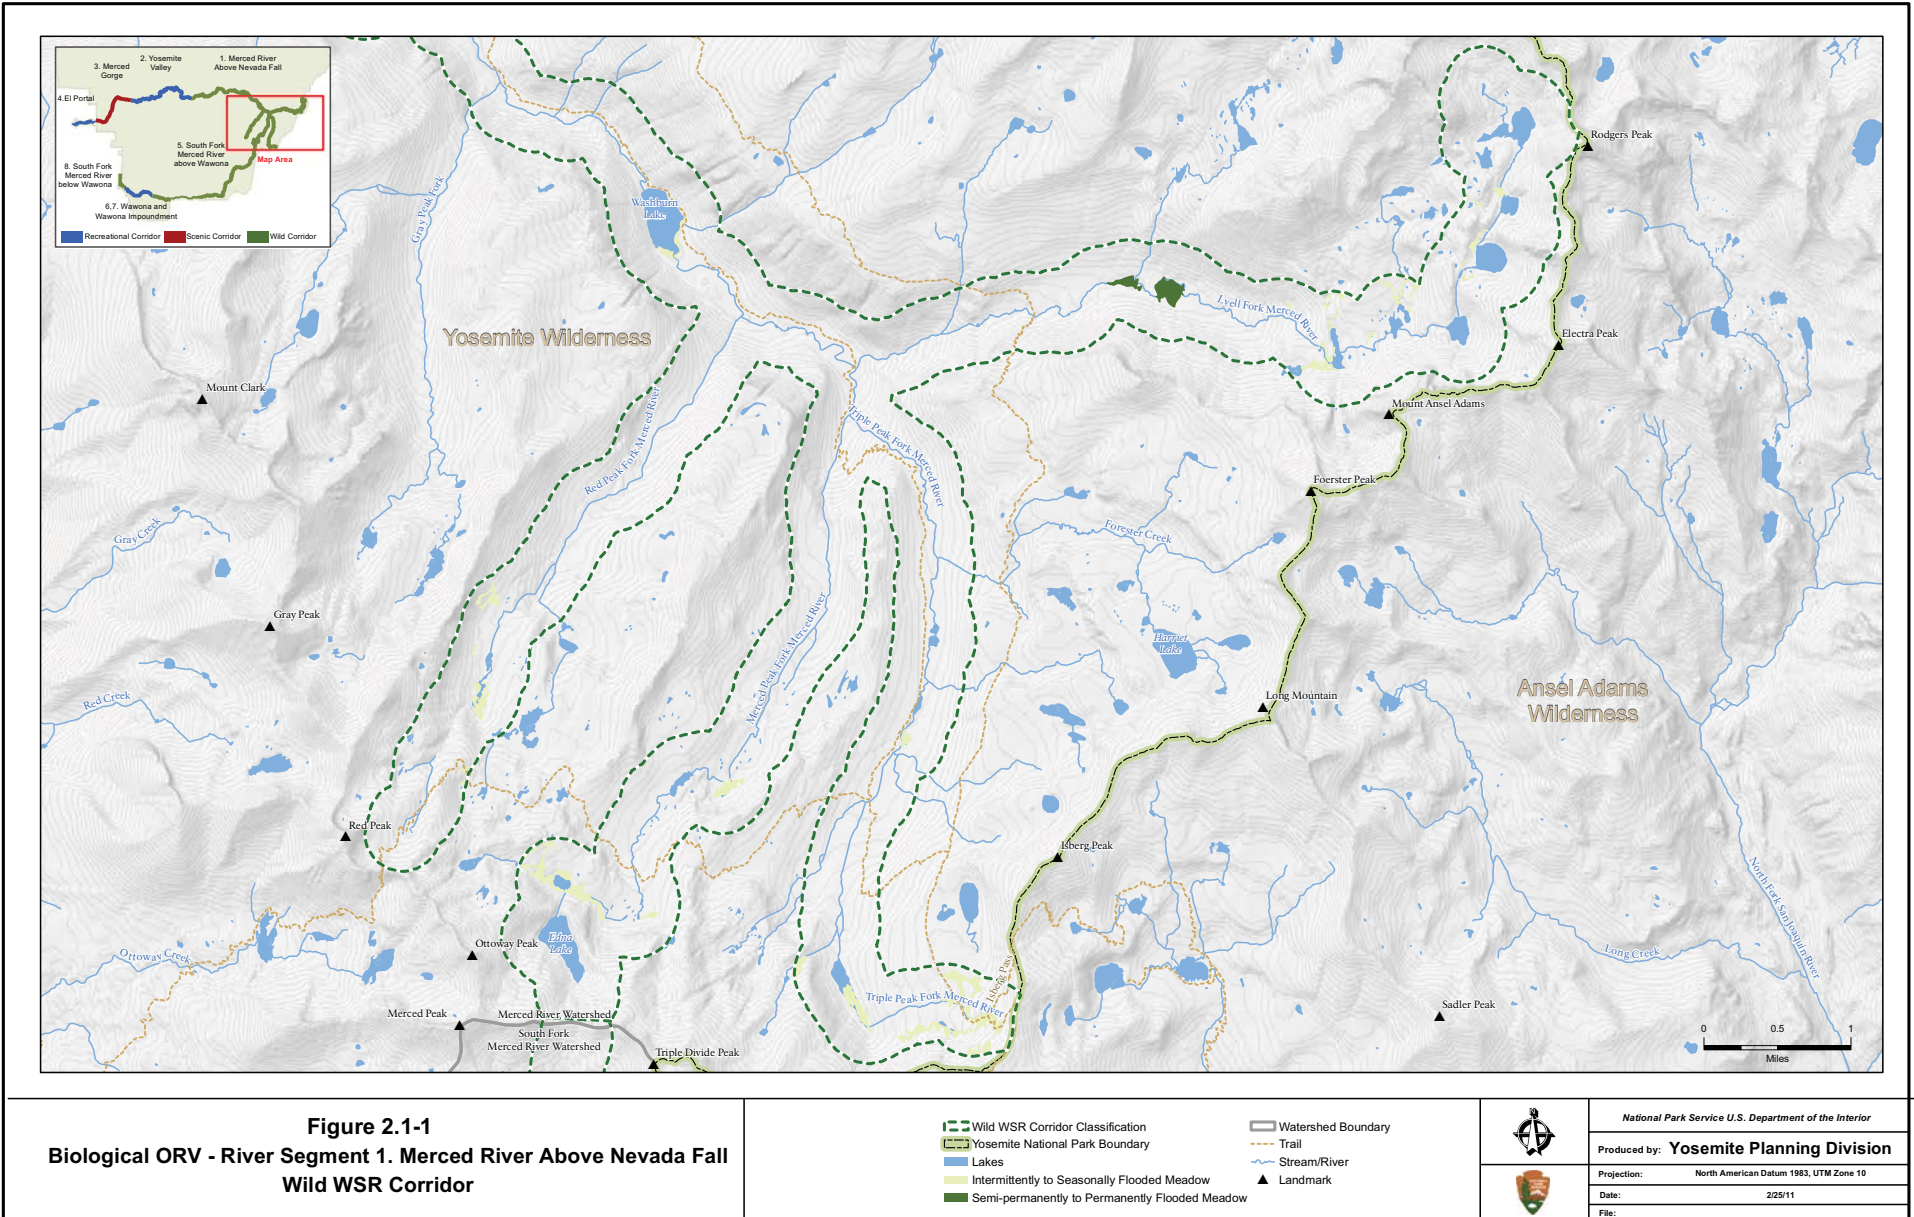 3. Merced
Gorge
2. Yosemite
Valley
1. Merced River
Above Nevada Fall
4.El Portal
5. South Fork
Merced River
above Wawona
Map Area
8. South Fork
Merced River
below Wawona
6,7. Wawona and
Wawona Impoundment
Recreational Corridor
Scenic Corridor
Wild Corridor
Gray Peak Fork
Washburn
Lake
Rodgers Peak
Yosemite Wilderness
Lyell Fork Merced River
Electra Peak
Mount Clark
Mount Ansel Adams
Red Peak Fork Merced River
Triple Peak Fork Merced River
Foerster Peak
Gray Creek
Forester Creek
Gray Peak
Harriet
Lake
Merced Peak Fork Merced River
Red Creek
Long Mountain
Ansel Adams
Wilderness
Red Peak
Isberg Peak
North Fork San Joaquin River
Ottoway Peak
Edna
Lake
Ottoway Creek
Long Creek
Isberg Pass
Triple Peak Fork Merced River
Merced Peak
Merced River Watershed
South Fork
Merced River Watershed
Triple Divide Peak
Sadler Peak
0 0.5 1
Miles
Figure 2.1-1
Biological ORV - River Segment 1. Merced River Above Nevada Fall
Wild WSR Corridor
Wild WSR Corridor Classification
Yosemite National Park Boundary
Lakes
Intermittently to Seasonally Flooded Meadow
Semi-permanently to Permanently Flooded Meadow
Watershed Boundary
Trail
Stream/River
Landmark
National Park Service U.S. Department of the Interior
Produced by: Yosemite Planning Division
Projection: North American Datum 1983, UTM Zone 10
Date: 2/25/11
File: